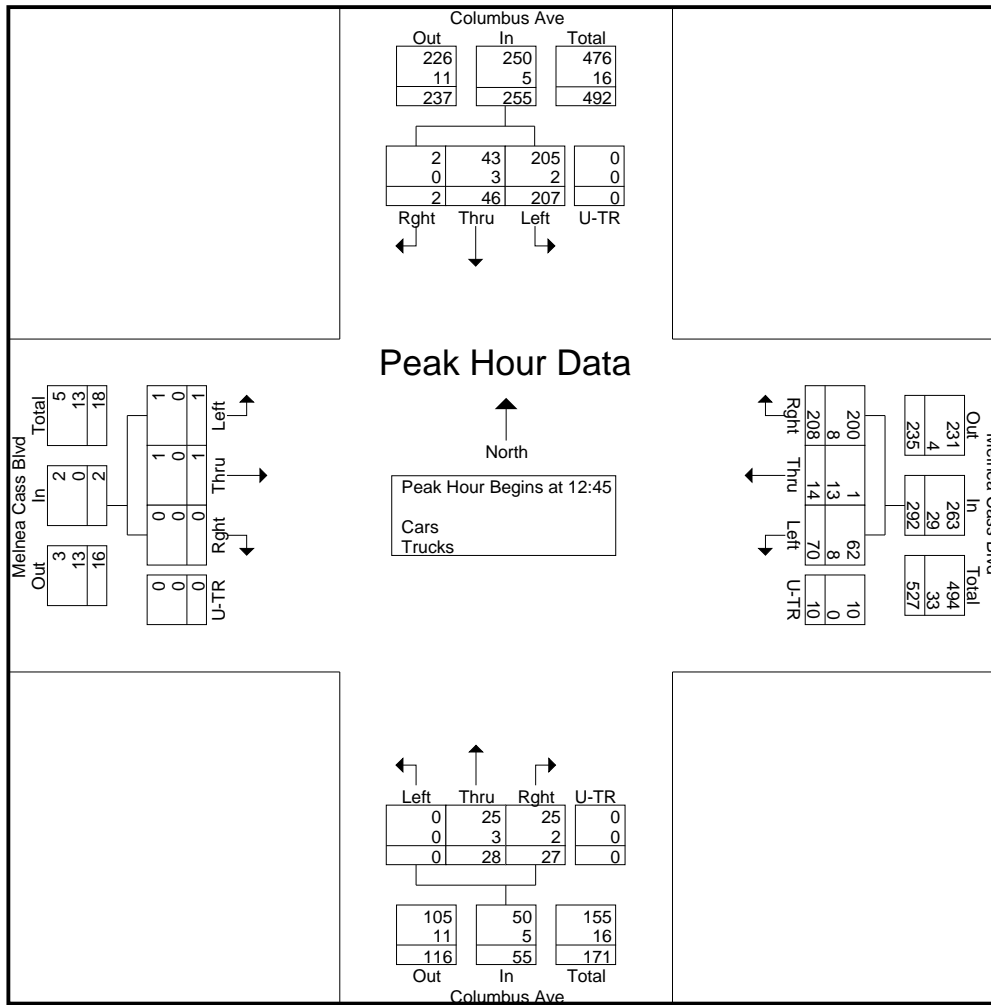 Columbus Ave
Out In Total
226 250 476
11 5 16
237 255 492
2 43 205 0
0 3 2 0
2 46 207 0
Rght Thru Left U-TR
Peak Hour Data
North
Peak Hour Begins at 12:45
Cars
Trucks
Melnea Cass Blvd
Total In Out
5 2 3
13 0 13
18 2 16
1 1 0 0
0 0 0 0
1 1 0 0
Left Thru Rght U-TR
Rght Thru Left U-TR
208 14 70 10
8 13 8 0
200 1 62 10
Out In Total
231 263 494
4 29 33
235 292 527
Melnea Cass Blvd
Left Thru Rght U-TR
0 25 25 0
0 3 2 0
0 28 27 0
105 50 155
11 5 16
116 55 171
Out In Total
Columbus Ave